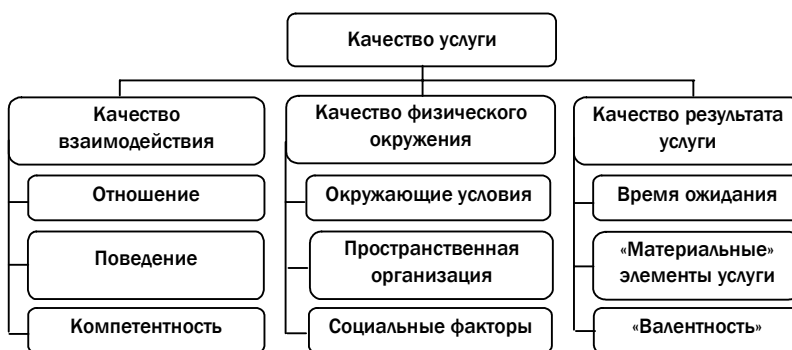 Качество услуги
Качество
взаимодействия
Отношение
Поведение
Компетентность
Качество физического
окружения
Окружающие условия
Пространственная
организация
Социальные факторы
Качество результата
услуги
Время ожидания
«Материальные»
элементы услуги
«Валентность»